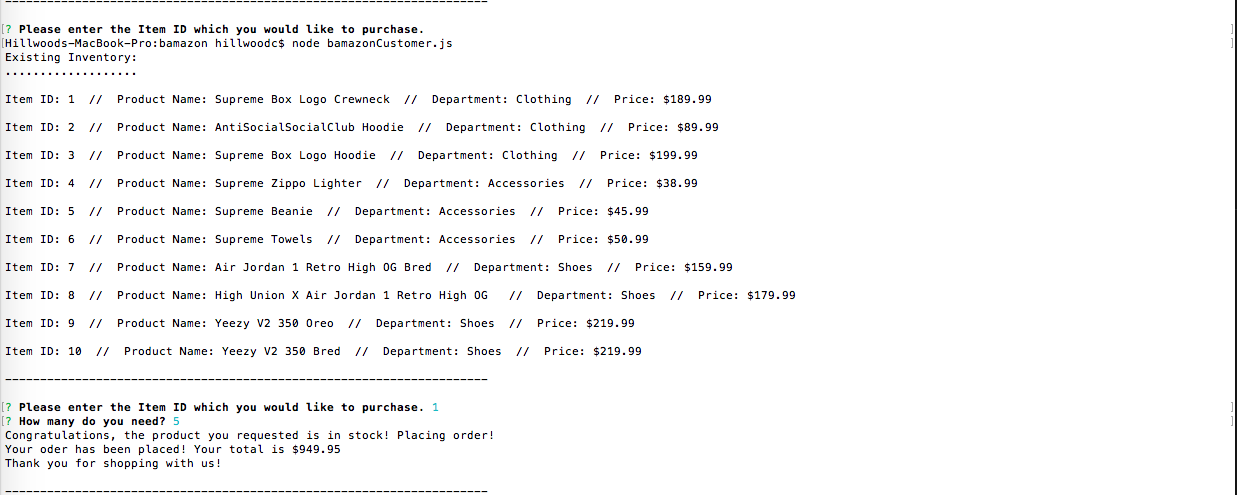 ----------------------------------------------------------------------
[? Please enter the Item ID which you would like to purchase. ]
[Hillwoods-MacBook-Pro:bamazon hillwoodc$ node bamazonCustomer.js ]
Existing Inventory:
...................
Item ID: 1  //  Product Name: Supreme Box Logo Crewneck  //  Department: Clothing  //  Price: $189.99
Item ID: 2  //  Product Name: AntiSocialSocialClub Hoodie  //  Department: Clothing  //  Price: $89.99
Item ID: 3  //  Product Name: Supreme Box Logo Hoodie  //  Department: Clothing  //  Price: $199.99
Item ID: 4  //  Product Name: Supreme Zippo Lighter  //  Department: Accessories  //  Price: $38.99
Item ID: 5  //  Product Name: Supreme Beanie  //  Department: Accessories  //  Price: $45.99
Item ID: 6  //  Product Name: Supreme Towels  //  Department: Accessories  //  Price: $50.99
Item ID: 7  //  Product Name: Air Jordan 1 Retro High OG Bred  //  Department: Shoes  //  Price: $159.99
Item ID: 8  //  Product Name: High Union X Air Jordan 1 Retro High OG   //  Department: Shoes  //  Price: $179.99
Item ID: 9  //  Product Name: Yeezy V2 350 Oreo  //  Department: Shoes  //  Price: $219.99
Item ID: 10  //  Product Name: Yeezy V2 350 Bred  //  Department: Shoes  //  Price: $219.99
----------------------------------------------------------------------
[? Please enter the Item ID which you would like to purchase. 1 ]
[? How many do you need? 5 ]
Congratulations, the product you requested is in stock! Placing order!
Your oder has been placed! Your total is $949.95
Thank you for shopping with us!
----------------------------------------------------------------------